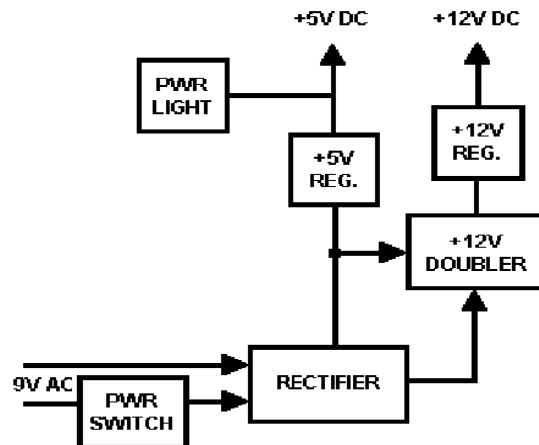 +5V DC
+12V DC
PWR
LIGHT
+5V
REG.
+12V
REG.
+12V
DOUBLER
9V AC
PWR
SWITCH
RECTIFIER